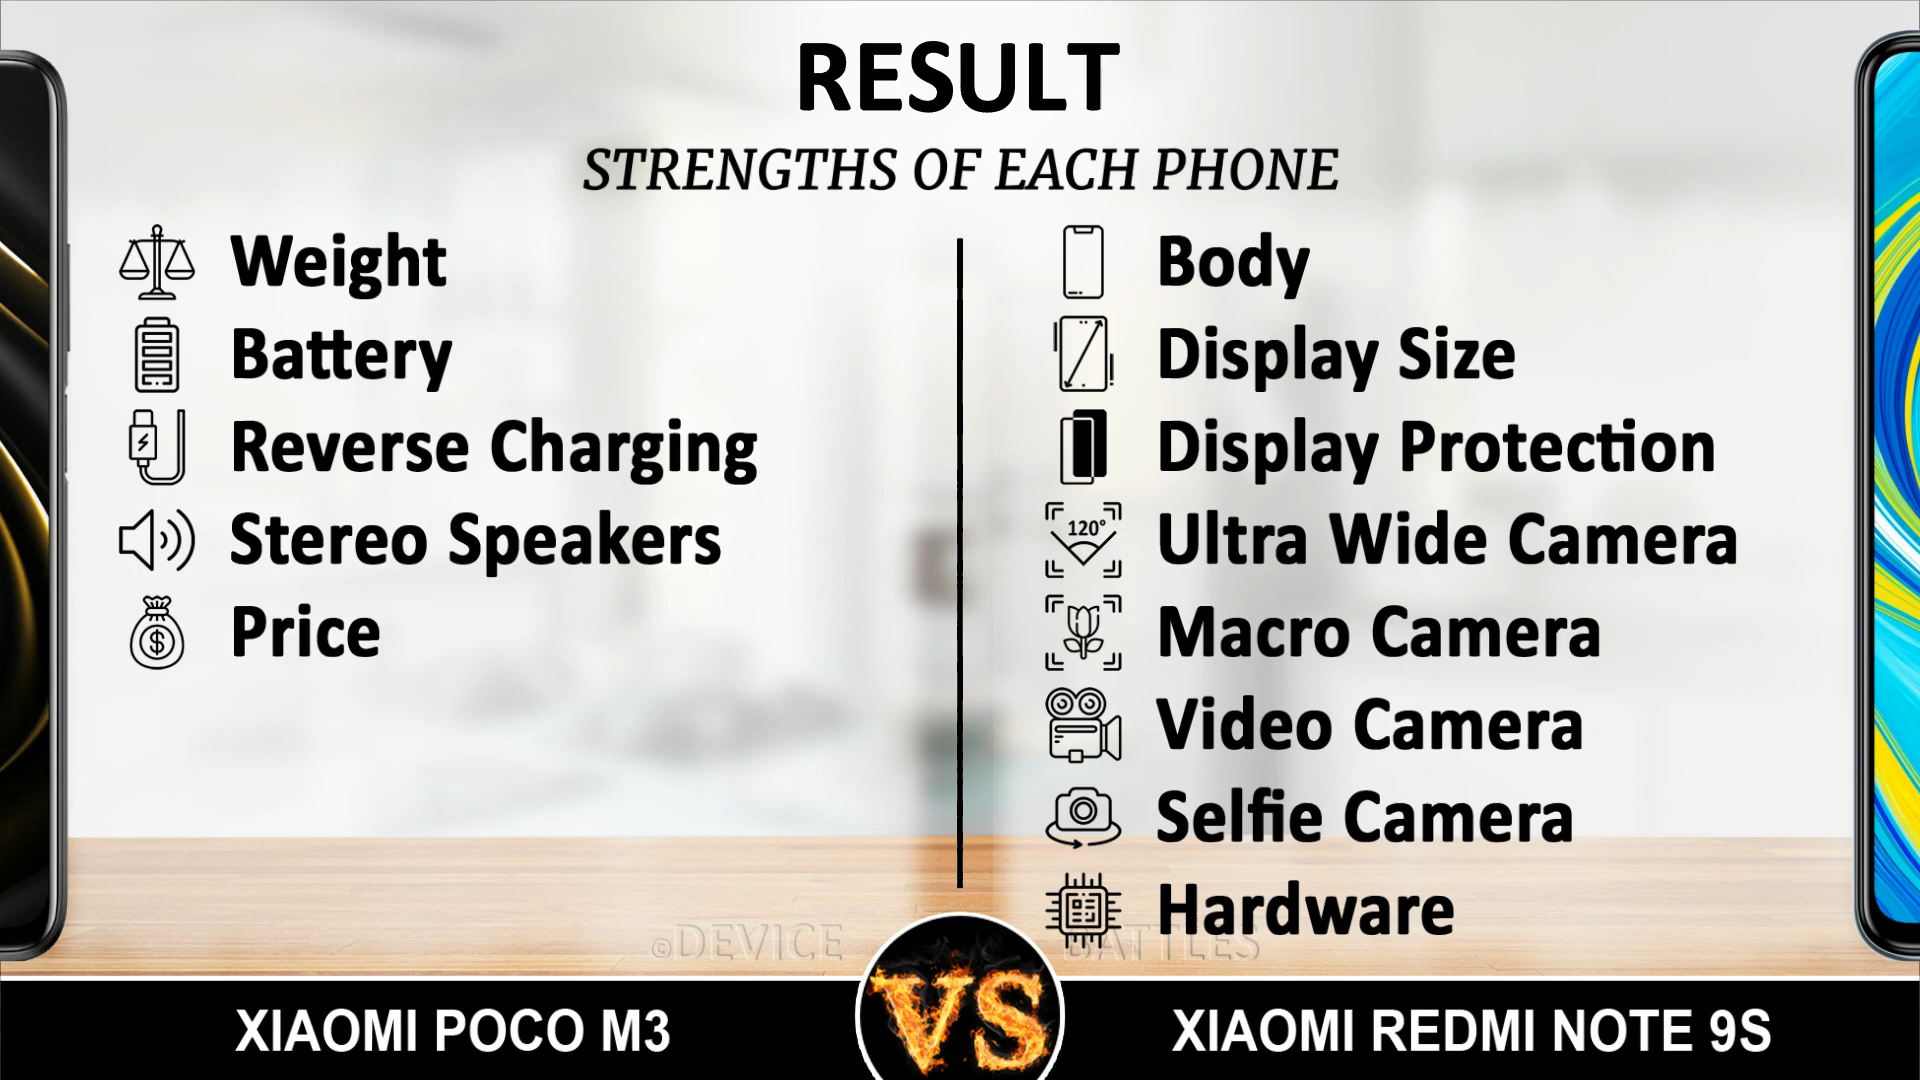 RESULT
STRENGTHS OF EACH PHONE
Weight
Battery
Reverse Charging
Stereo Speakers
$
Price
Body
Display Size
Display Protection
120°
Ultra Wide Camera
Macro Camera
Video Camera
Selfie Camera
Hardware
©DEVICE BATTLES
XIAOMI POCO M3
VS
XIAOMI REDMI NOTE 9S